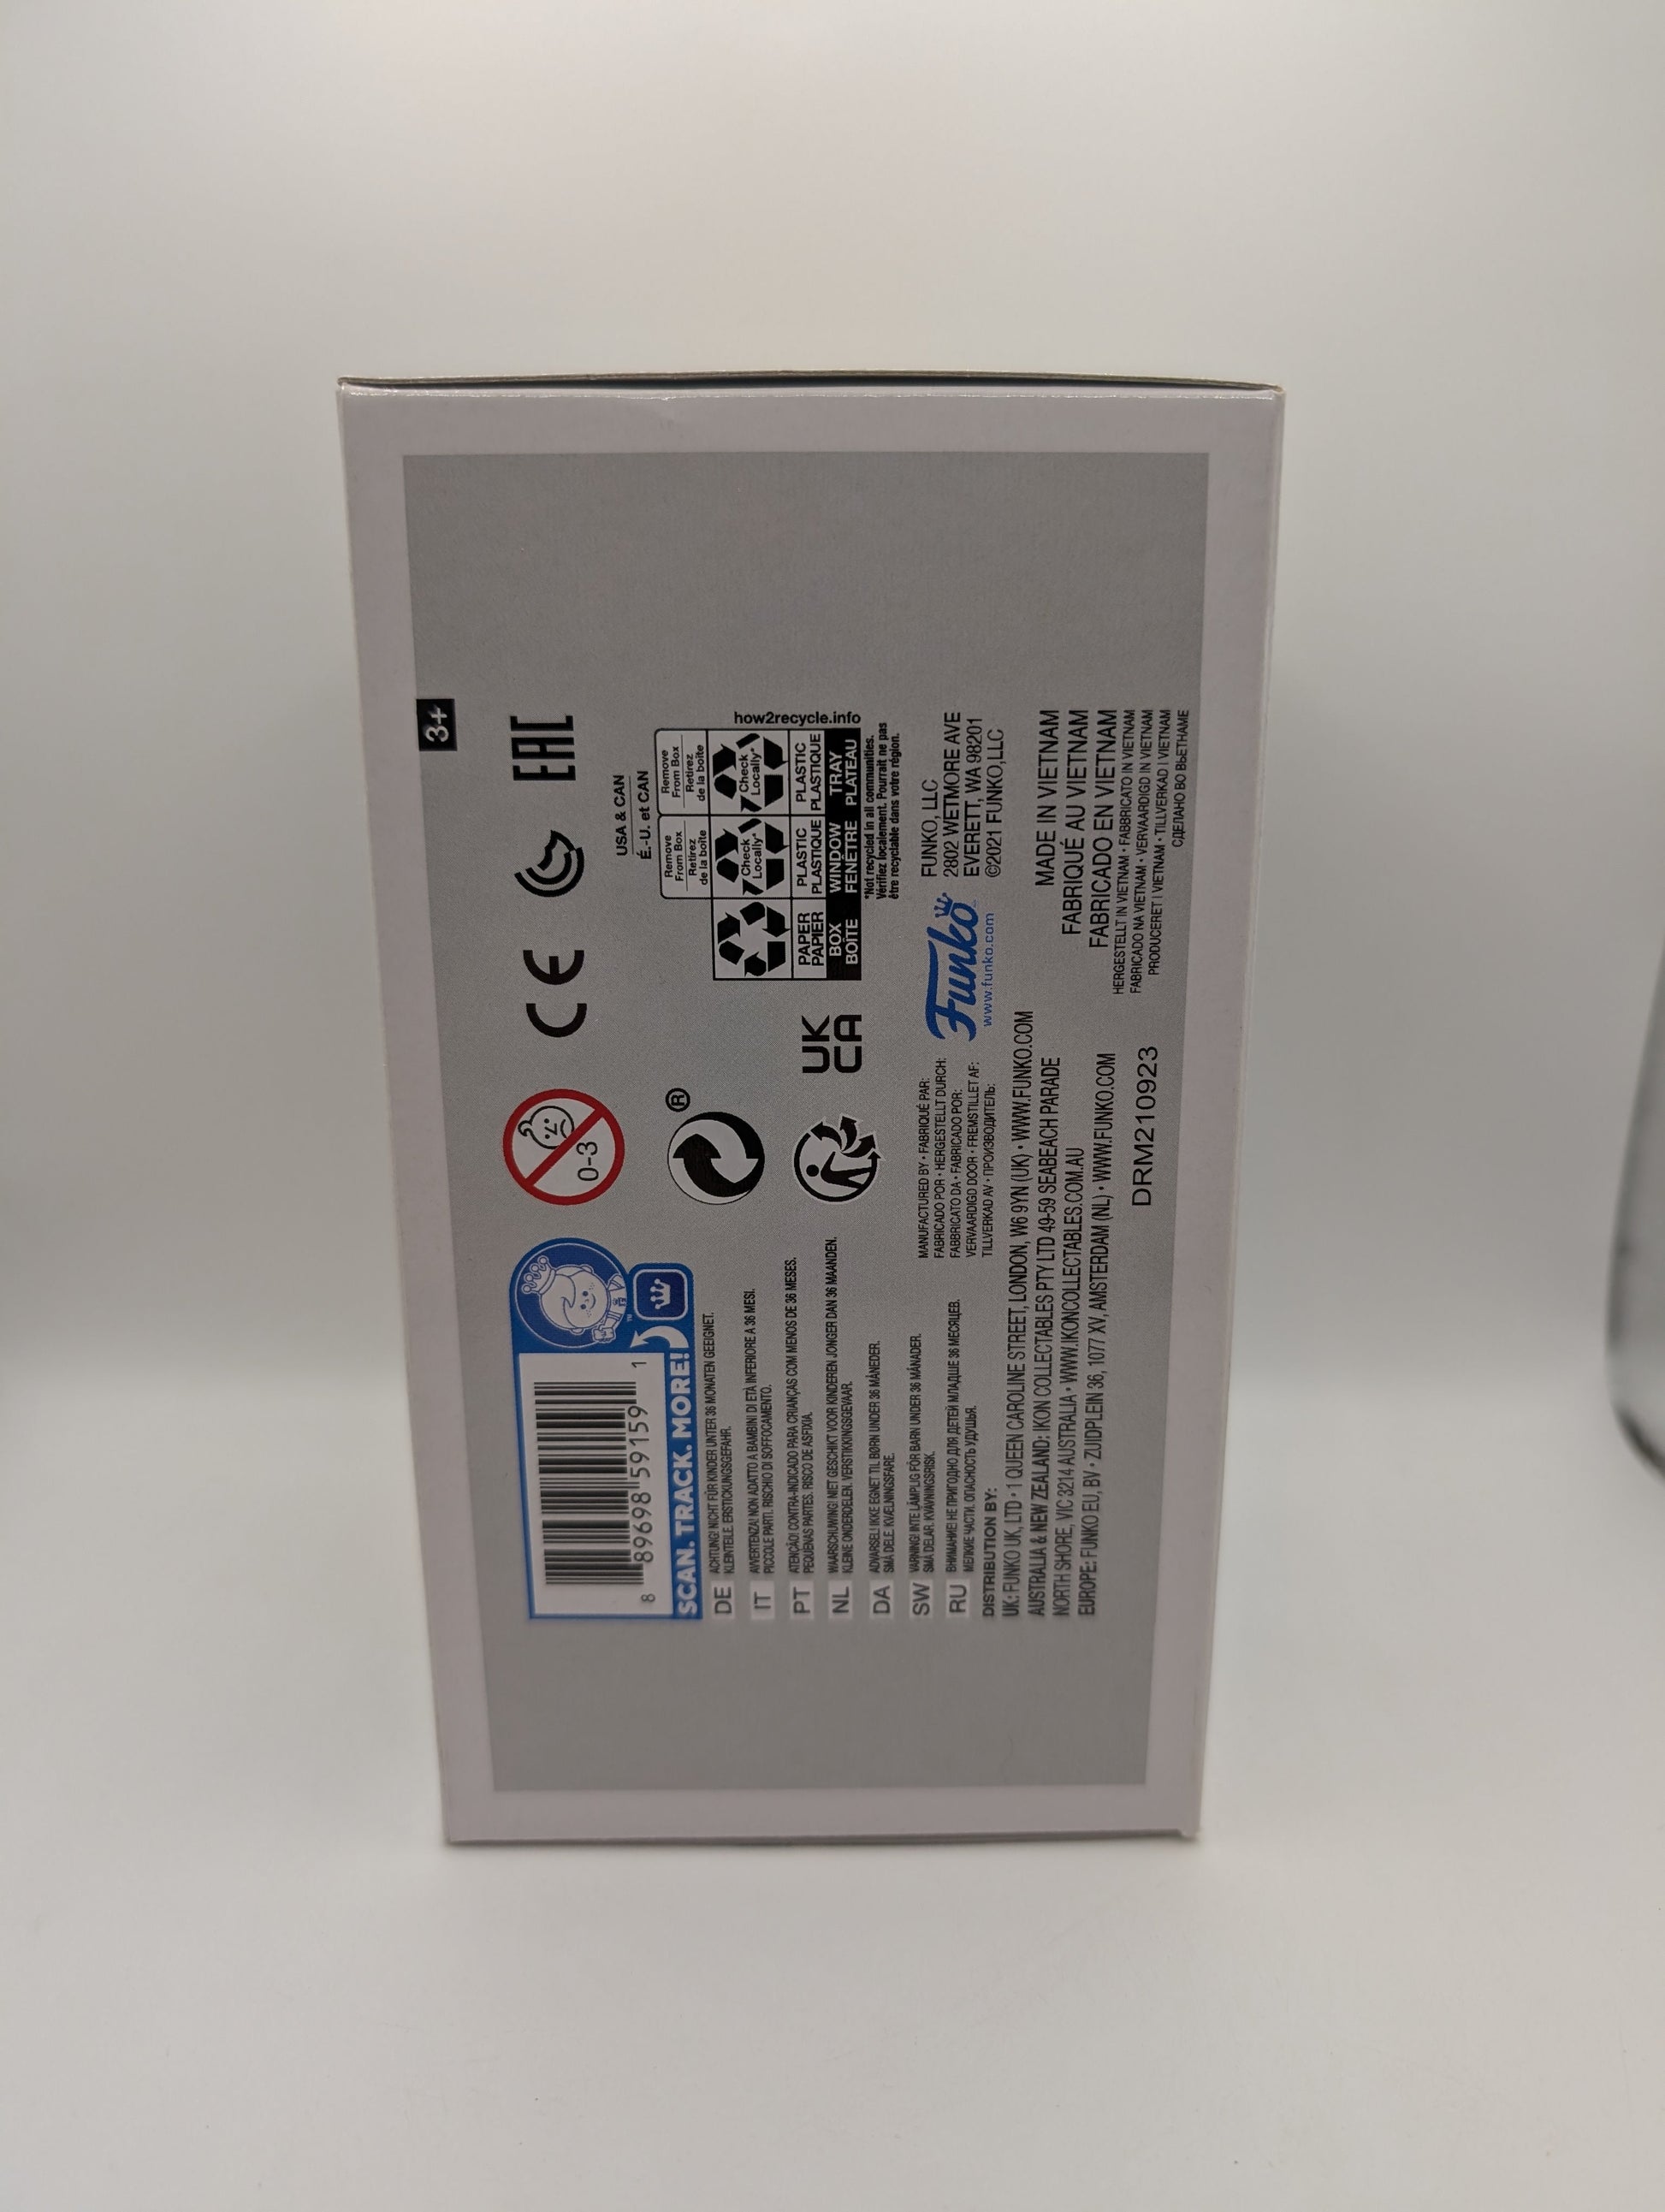 3+
8 89698 59159 1
SCAN. TRACK. MORE!
™
0-3
CE
EAC
®
UK
CA
USA & CAN
É.-U. et CAN
Remove
From Box
Retirez
de la boîte
Remove
From Box
Retirez
de la boîte
Check
Locally*
Check
Locally*
PAPER
PAPIER
PLASTIC
PLASTIQUE
PLASTIC
PLASTIQUE
BOX
BOÎTE
WINDOW
FENÊTRE
TRAY
PLATEAU
how2recycle.info
*Not recycled in all communities.
Vérifiez localement. Pourrait ne pas
être recyclable dans votre région.
DE ACHTUNG! NICHT FÜR KINDER UNTER 36 MONATEN GEEIGNET.
KLEINTEILE. ERSTICKUNGSGEFAHR.
IT AVVERTENZA! NON ADATTO A BAMBINI DI ETÀ INFERIORE A 36 MESI.
PICCOLE PARTI. RISCHIO DI SOFFOCAMENTO.
PT ATENÇÃO! CONTRA-INDICADO PARA CRIANÇAS COM MENOS DE 36 MESES.
PEQUENAS PARTES. RISCO DE ASFIXIA.
NL WAARSCHUWING! NIET GESCHIKT VOOR KINDEREN JONGER DAN 36 MAANDEN.
KLEINE ONDERDELEN. VERSTIKKINGSGEVAAR.
DA ADVARSEL! IKKE EGNET TIL BØRN UNDER 36 MÅNEDER.
SMÅ DELE. KVÆLNINGSFARE.
SW VARNING! INTE LÄMPLIG FÖR BARN UNDER 36 MÅNADER.
SMÅ DELAR. KVÄVNINGSRISK.
RU ВНИМАНИЕ! НЕ ПРИГОДНО ДЛЯ ДЕТЕЙ МЛАДШЕ 36 МЕСЯЦЕВ.
МЕЛКИЕ ЧАСТИ. ОПАСНОСТЬ УДУШЬЯ.
MANUFACTURED BY • FABRIQUÉ PAR:
FABRICADO POR • HERGESTELLT DURCH:
FABBRICATO DA • FABRICADO POR:
VERVAARDIGD DOOR • FREMSTILLET AF:
TILLVERKAD AV • ПРОИЗВОДИТЕЛЬ:
Funko
www.funko.com
FUNKO, LLC
2802 WETMORE AVE
EVERETT, WA 98201
©2021 FUNKO,LLC
DISTRIBUTION BY:
UK: FUNKO UK, LTD • 1 QUEEN CAROLINE STREET, LONDON, W6 9YN (UK) • WWW.FUNKO.COM
AUSTRALIA & NEW ZEALAND: IKON COLLECTABLES PTY LTD 49-59 SEABEACH PARADE
NORTH SHORE, VIC 3214 AUSTRALIA • WWW.IKONCOLLECTABLES.COM.AU
EUROPE: FUNKO EU, BV • ZUIDPLEIN 36, 1077 XV, AMSTERDAM (NL) • WWW.FUNKO.COM
DRM210923
MADE IN VIETNAM
FABRIQUÉ AU VIETNAM
FABRICADO EN VIETNAM
HERGESTELLT IN VIETNAM • FABBRICATO IN VIETNAM
FABRICADO NA VIETNAM • VERVAARDIGD IN VIETNAM
PRODUCERET I VIETNAM • TILLVERKAD I VIETNAM
СДЕЛАНО ВО ВЬЕТНАМЕ